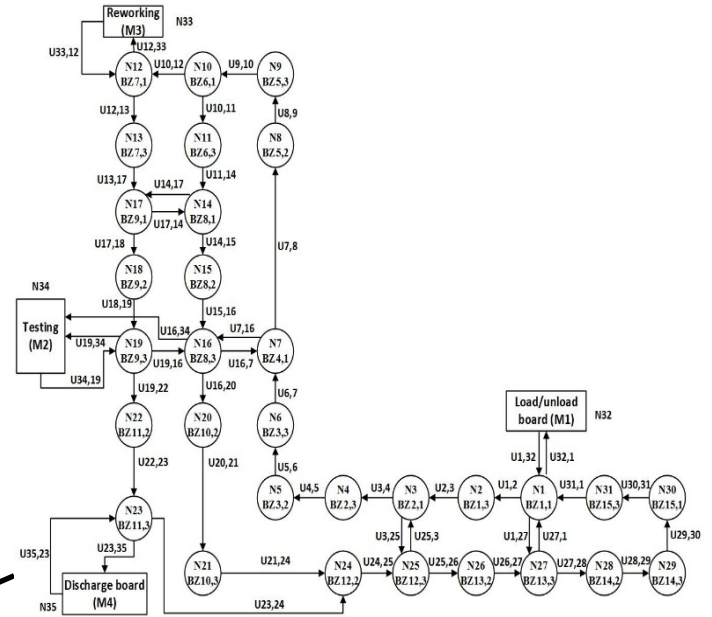 Reworking
(M3)
N33
U33,12
U12,33
N12
BZ7,1
U10,12
N10
BZ6,1
U9,10
N9
BZ5,3
U12,13
U10,11
U8,9
N13
BZ7,3
N11
BZ6,3
N8
BZ5,2
U13,17
U14,17
U11,14
N17
BZ9,1
U17,14
N14
BZ8,1
U17,18
U14,15
U7,8
N18
BZ9,2
N15
BZ8,2
N34
U18,19
U15,16
Testing
(M2)
U19,34
U16,34
U7,16
N19
BZ9,3
U19,16
N16
BZ8,3
U16,7
N7
BZ4,1
U34,19
U19,22
U16,20
U6,7
N22
BZ11,2
N20
BZ10,2
N6
BZ3,3
Load/unload
board (M1)
N32
U22,23
U20,21
U5,6
U1,32
U32,1
N5
BZ3,2
U4,5
N4
BZ2,3
U3,4
N3
BZ2,1
U2,3
N2
BZ1,3
U1,2
N1
BZ1,1
U31,1
N31
BZ15,3
U30,31
N30
BZ15,1
N23
BZ11,3
U35,23
U23,35
U3,25
U25,3
U1,27
U27,1
U29,30
N21
BZ10,3
U21,24
N24
BZ12,2
U24,25
N25
BZ12,3
U25,26
N26
BZ13,2
U26,27
N27
BZ13,3
U27,28
N28
BZ14,2
U28,29
N29
BZ14,3
Discharge board
(M4)
N35
U23,24